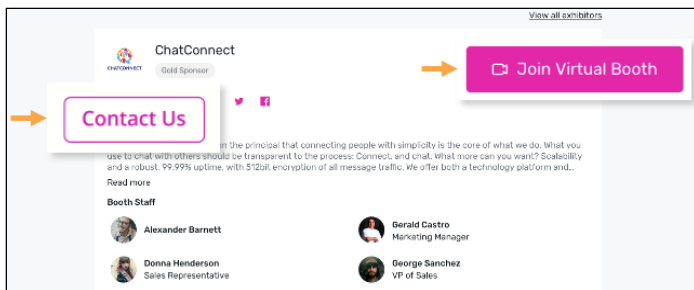 View all exhibitors
ChatConnect
CHATCONNECT
Gold Sponsor
Join Virtual Booth
Contact Us
n the principal that connecting people with simplicity is the core of what we do. What you
use to chat with others should be transparent to the process: Connect, and chat. What more can you want? Scalability
and a robust, 99.99% uptime, with 512bit encryption of all message traffic. We offer both a technology platform and...
Read more
Booth Staff
Alexander Barnett
Gerald Castro
Marketing Manager
Donna Henderson
Sales Representative
George Sanchez
VP of Sales